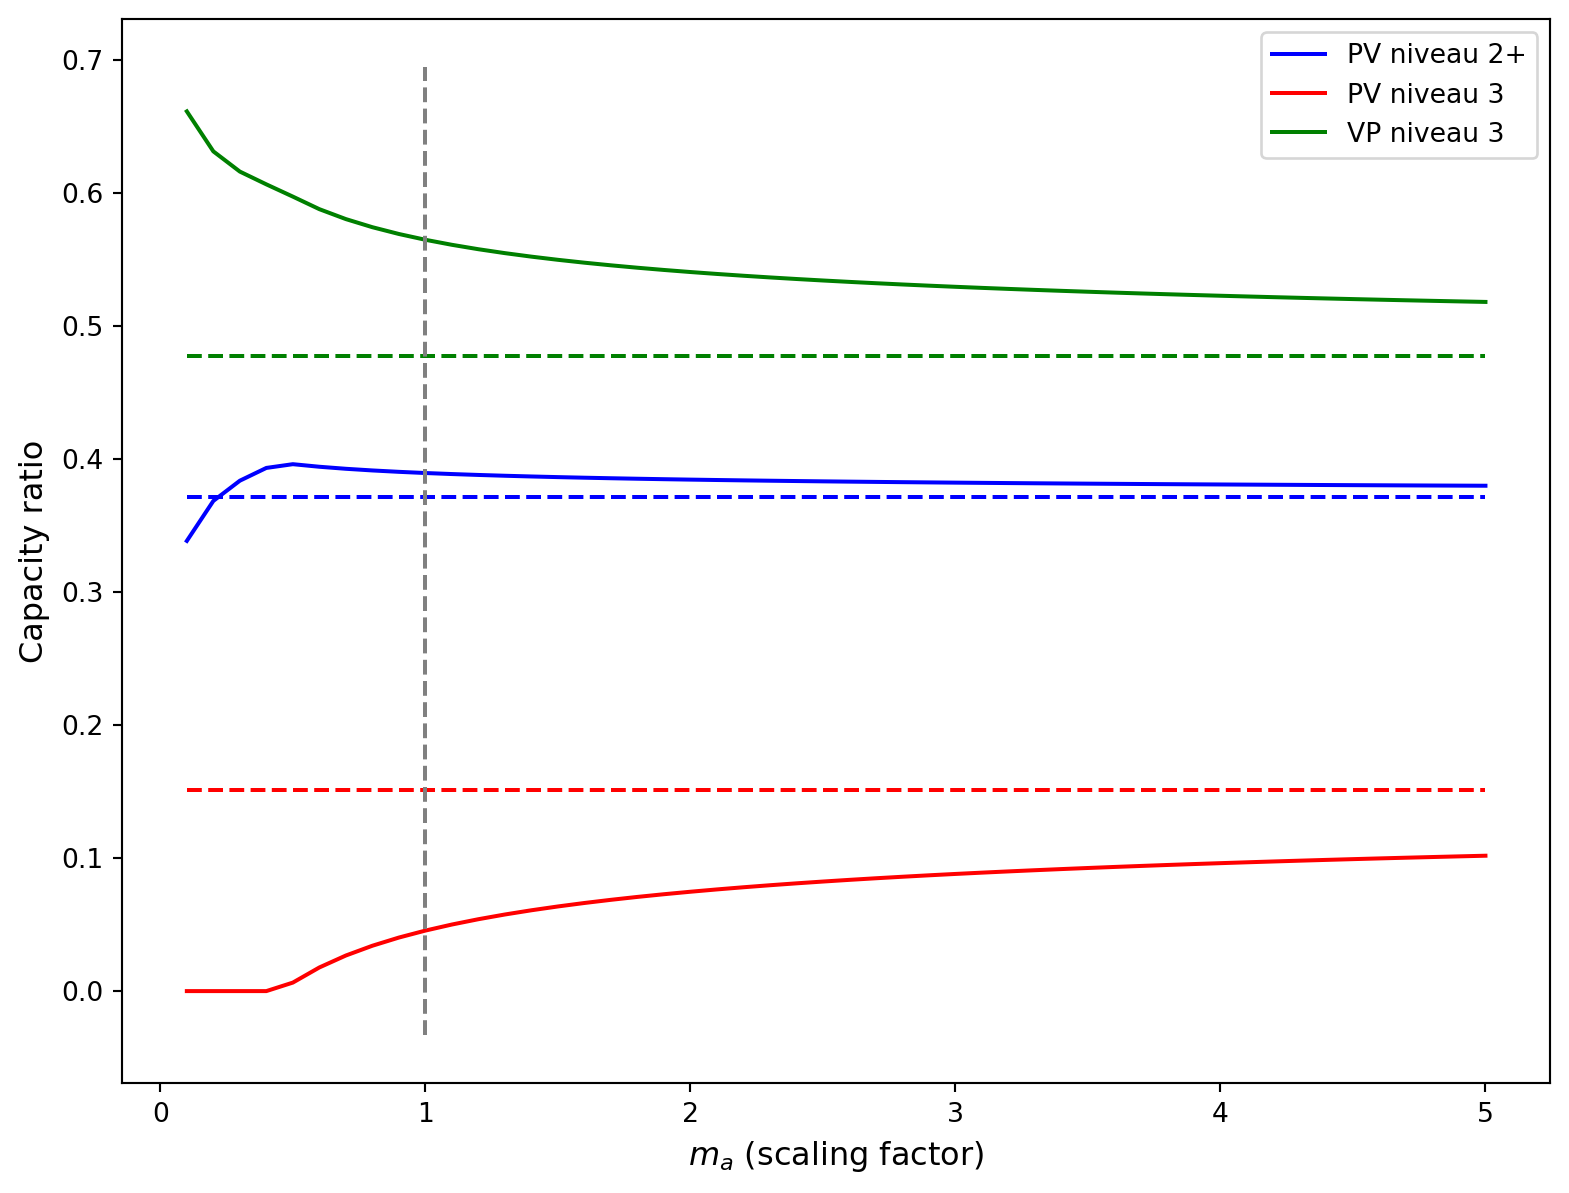 PV niveau 2+
PV niveau 3
VP niveau 3
0.7
0.6
0.5
0.4
0.3
0.2
0.1
0.0
Capacity ratio
0 1 2 3 4 5
mₐ (scaling factor)